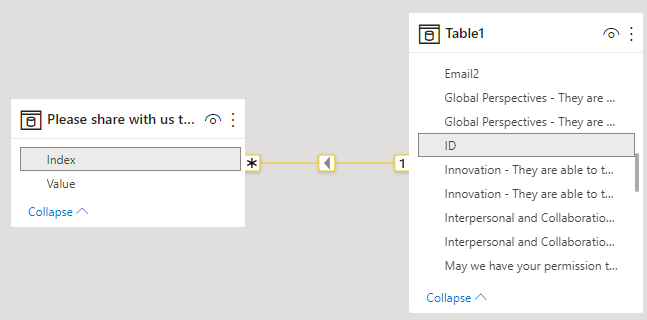 Please share with us t...
Index
Value
Collapse
* 1
Table1
Email2
Global Perspectives - They are ...
Global Perspectives - They are ...
ID
Innovation - They are able to t...
Innovation - They are able to t...
Interpersonal and Collaboratio...
Interpersonal and Collaboratio...
May we have your permission t...
Collapse